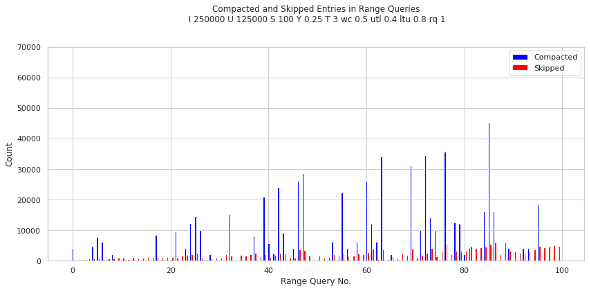 Compacted and Skipped Entries in Range Queries
I 250000 U 125000 S 100 Y 0.25 T 3 wc 0.5 utl 0.4 ltu 0.8 rq 1
70000
60000
50000
40000
30000
20000
10000
0
Count
Compacted
Skipped
0 20 40 60 80 100
Range Query No.